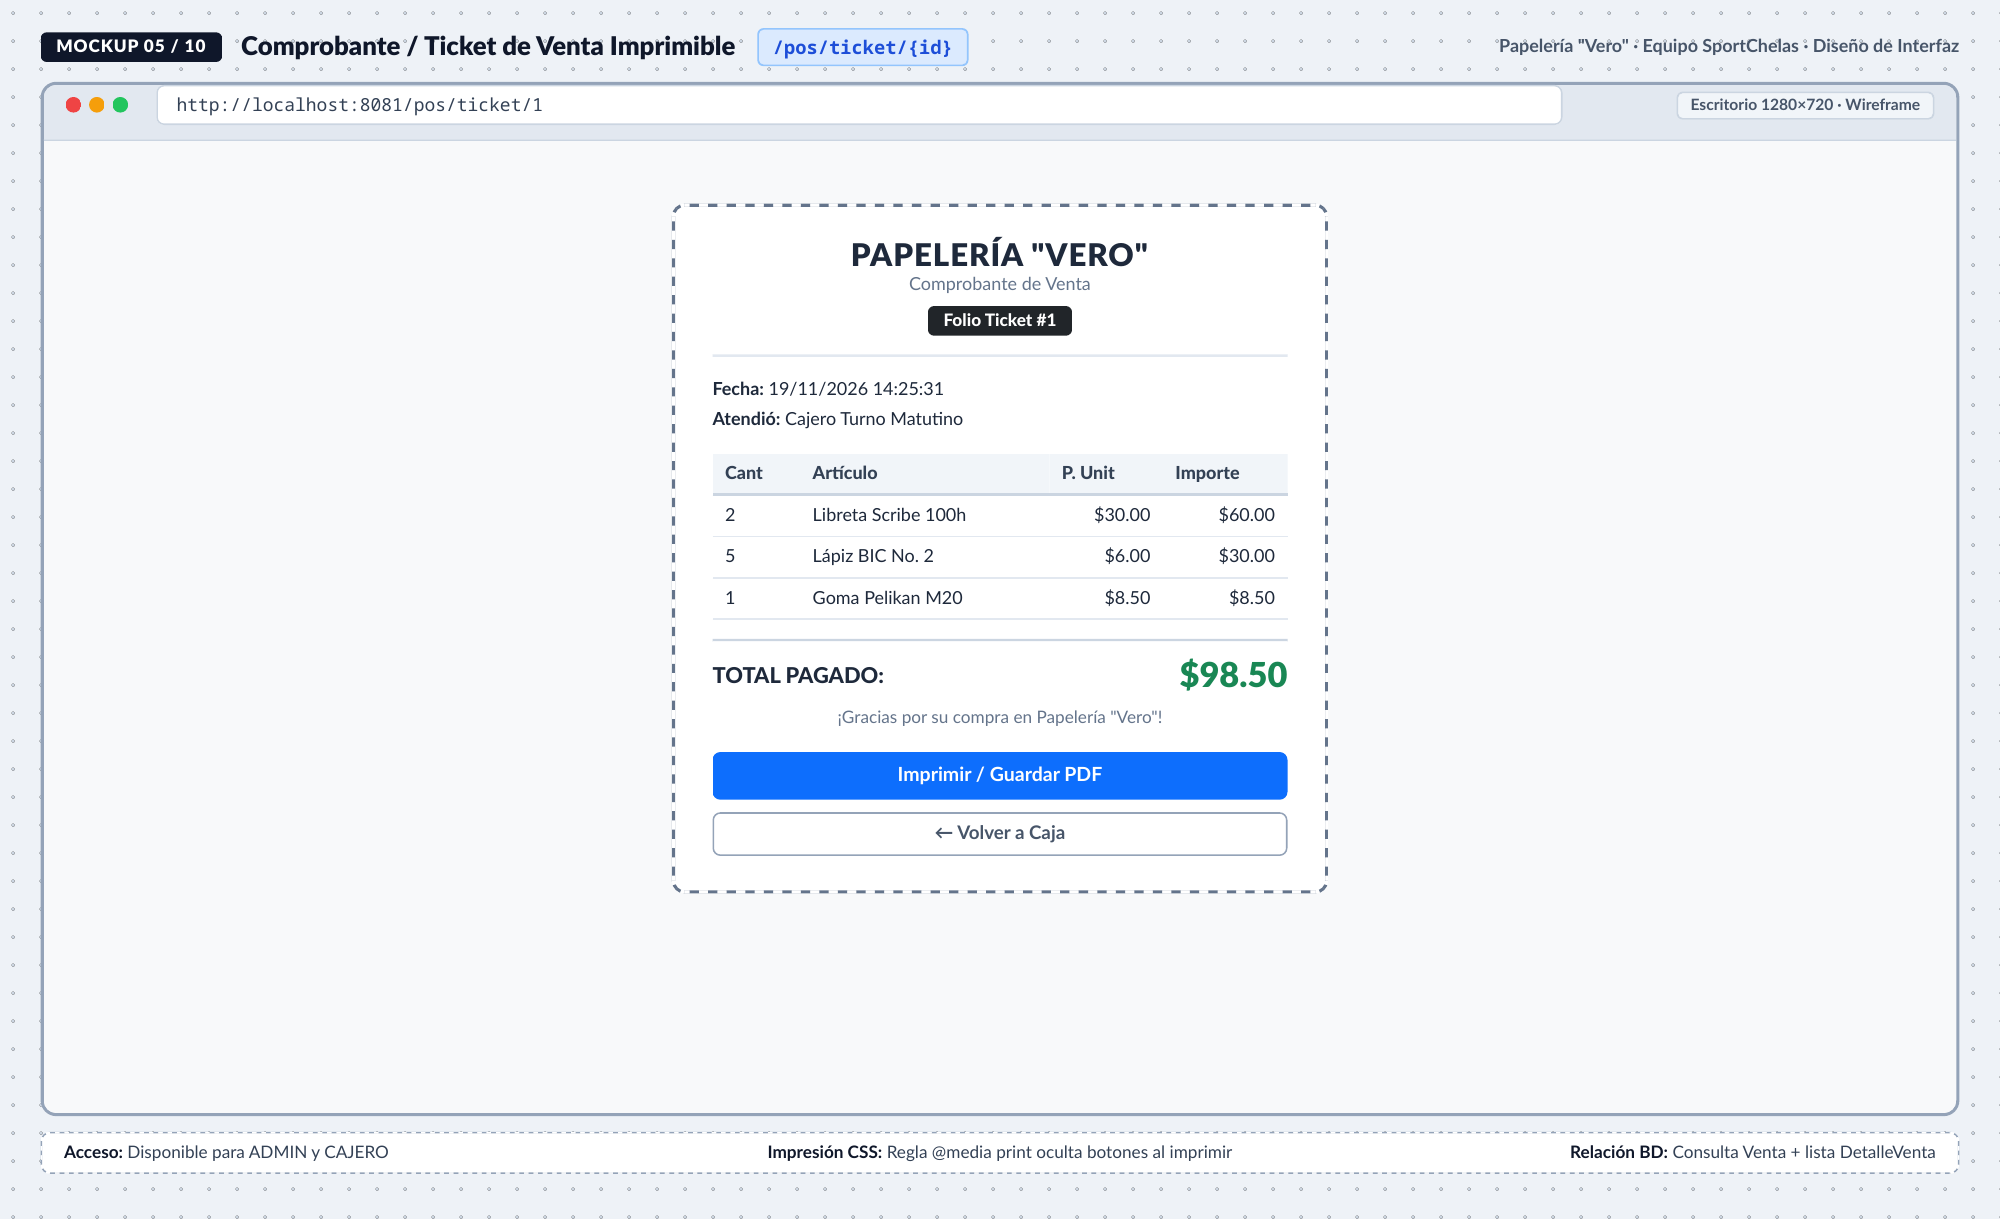 MOCKUP 05 / 10 Comprobante / Ticket de Venta Imprimible /pos/ticket/{id} Papelería "Vero" · Equipo SportChelas · Diseño de Interfaz
http://localhost:8081/pos/ticket/1 Escritorio 1280×720 · Wireframe
PAPELERÍA "VERO"
Comprobante de Venta
Folio Ticket #1
Fecha: 19/11/2026 14:25:31
Atendió: Cajero Turno Matutino
Cant Artículo P. Unit Importe
2 Libreta Scribe 100h $30.00 $60.00
5 Lápiz BIC No. 2 $6.00 $30.00
1 Goma Pelikan M20 $8.50 $8.50
TOTAL PAGADO: $98.50
¡Gracias por su compra en Papelería "Vero"!
Imprimir / Guardar PDF
← Volver a Caja
Acceso: Disponible para ADMIN y CAJERO Impresión CSS: Regla @media print oculta botones al imprimir Relación BD: Consulta Venta + lista DetalleVenta